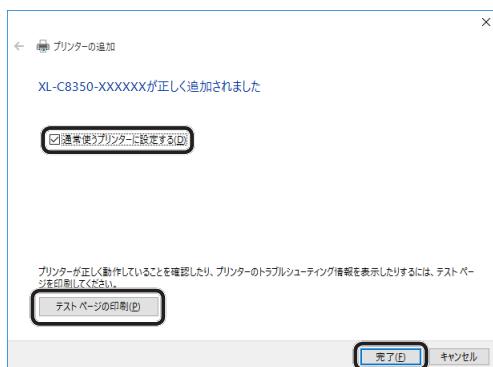 プリンターの追加
XL-C8350-XXXXXXが正しく追加されました
通常使うプリンターに設定する(D)
プリンターが正しく動作していることを確認したり、プリンターのトラブルシューティング情報を表示したりするには、テスト ペー
ジを印刷してください。
テスト ページの印刷(P)
完了(F) キャンセル